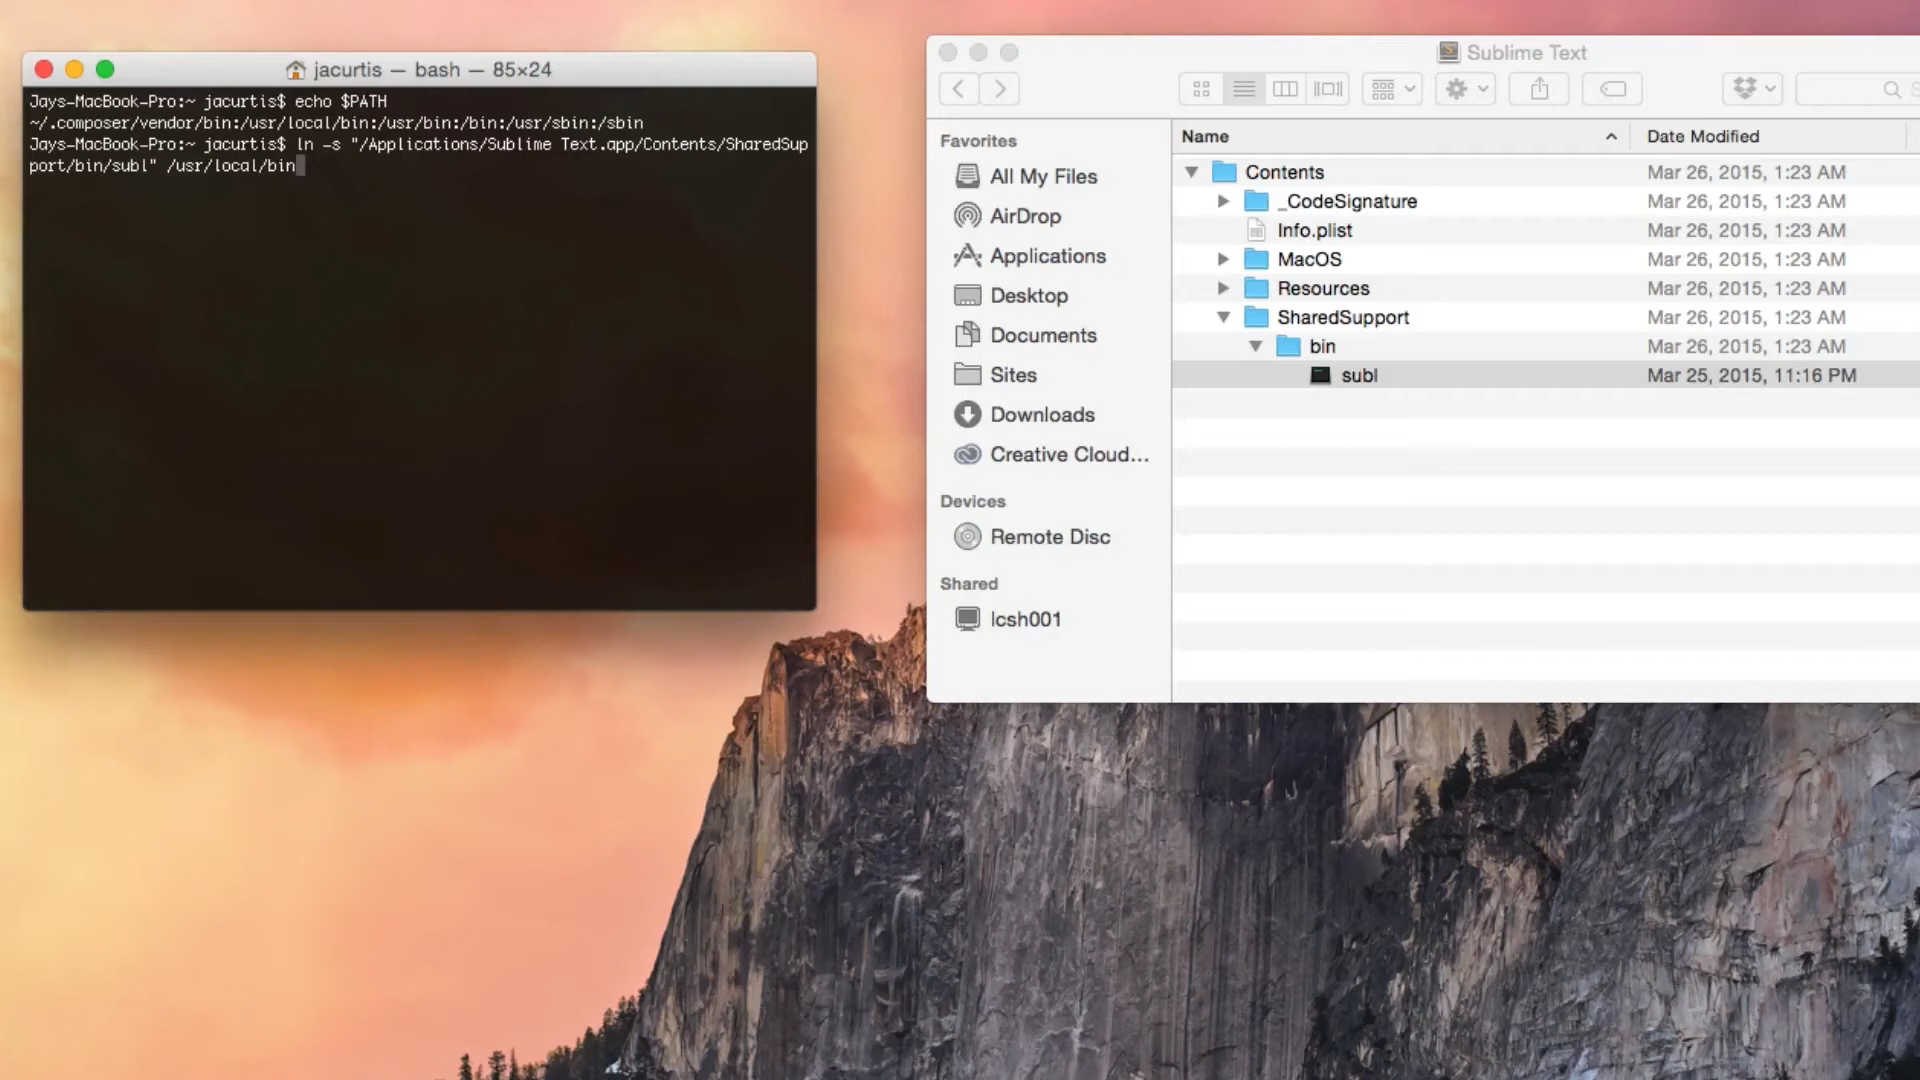 jacurtis — bash — 85×24
Jays-MacBook-Pro:~ jacurtis$ echo $PATH
~/.composer/vendor/bin:/usr/local/bin:/usr/bin:/bin:/usr/sbin:/sbin
Jays-MacBook-Pro:~ jacurtis$ ln -s "/Applications/Sublime Text.app/Contents/SharedSup
port/bin/subl" /usr/local/bin
Sublime Text
Favorites
All My Files
AirDrop
Applications
Desktop
Documents
Sites
Downloads
Creative Cloud...
Devices
Remote Disc
Shared
lcsh001
Name Date Modified
Contents Mar 26, 2015, 1:23 AM
_CodeSignature Mar 26, 2015, 1:23 AM
Info.plist Mar 26, 2015, 1:23 AM
MacOS Mar 26, 2015, 1:23 AM
Resources Mar 26, 2015, 1:23 AM
SharedSupport Mar 26, 2015, 1:23 AM
bin Mar 26, 2015, 1:23 AM
subl Mar 25, 2015, 11:16 PM